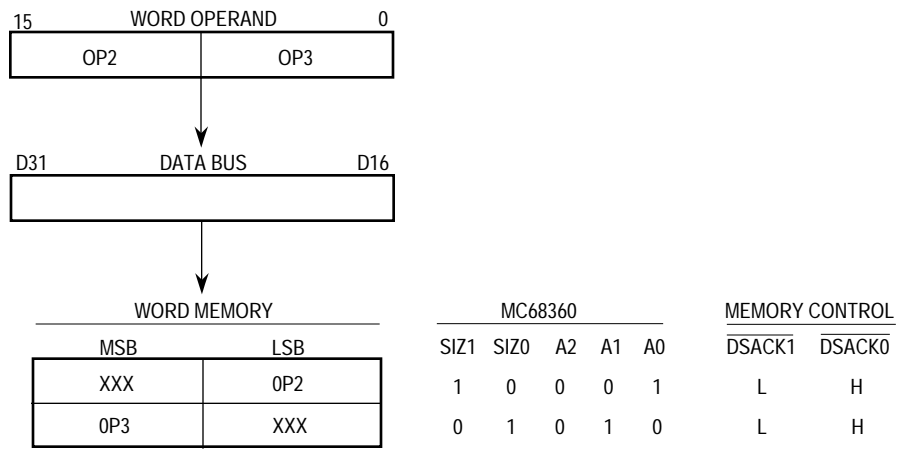 15 WORD OPERAND 0
OP2 OP3
D31 DATA BUS D16
WORD MEMORY MC68360 MEMORY CONTROL
MSB LSB SIZ1 SIZ0 A2 A1 A0 DSACK1 DSACK0
XXX 0P2 1 0 0 0 1 L H
0P3 XXX 0 1 0 1 0 L H